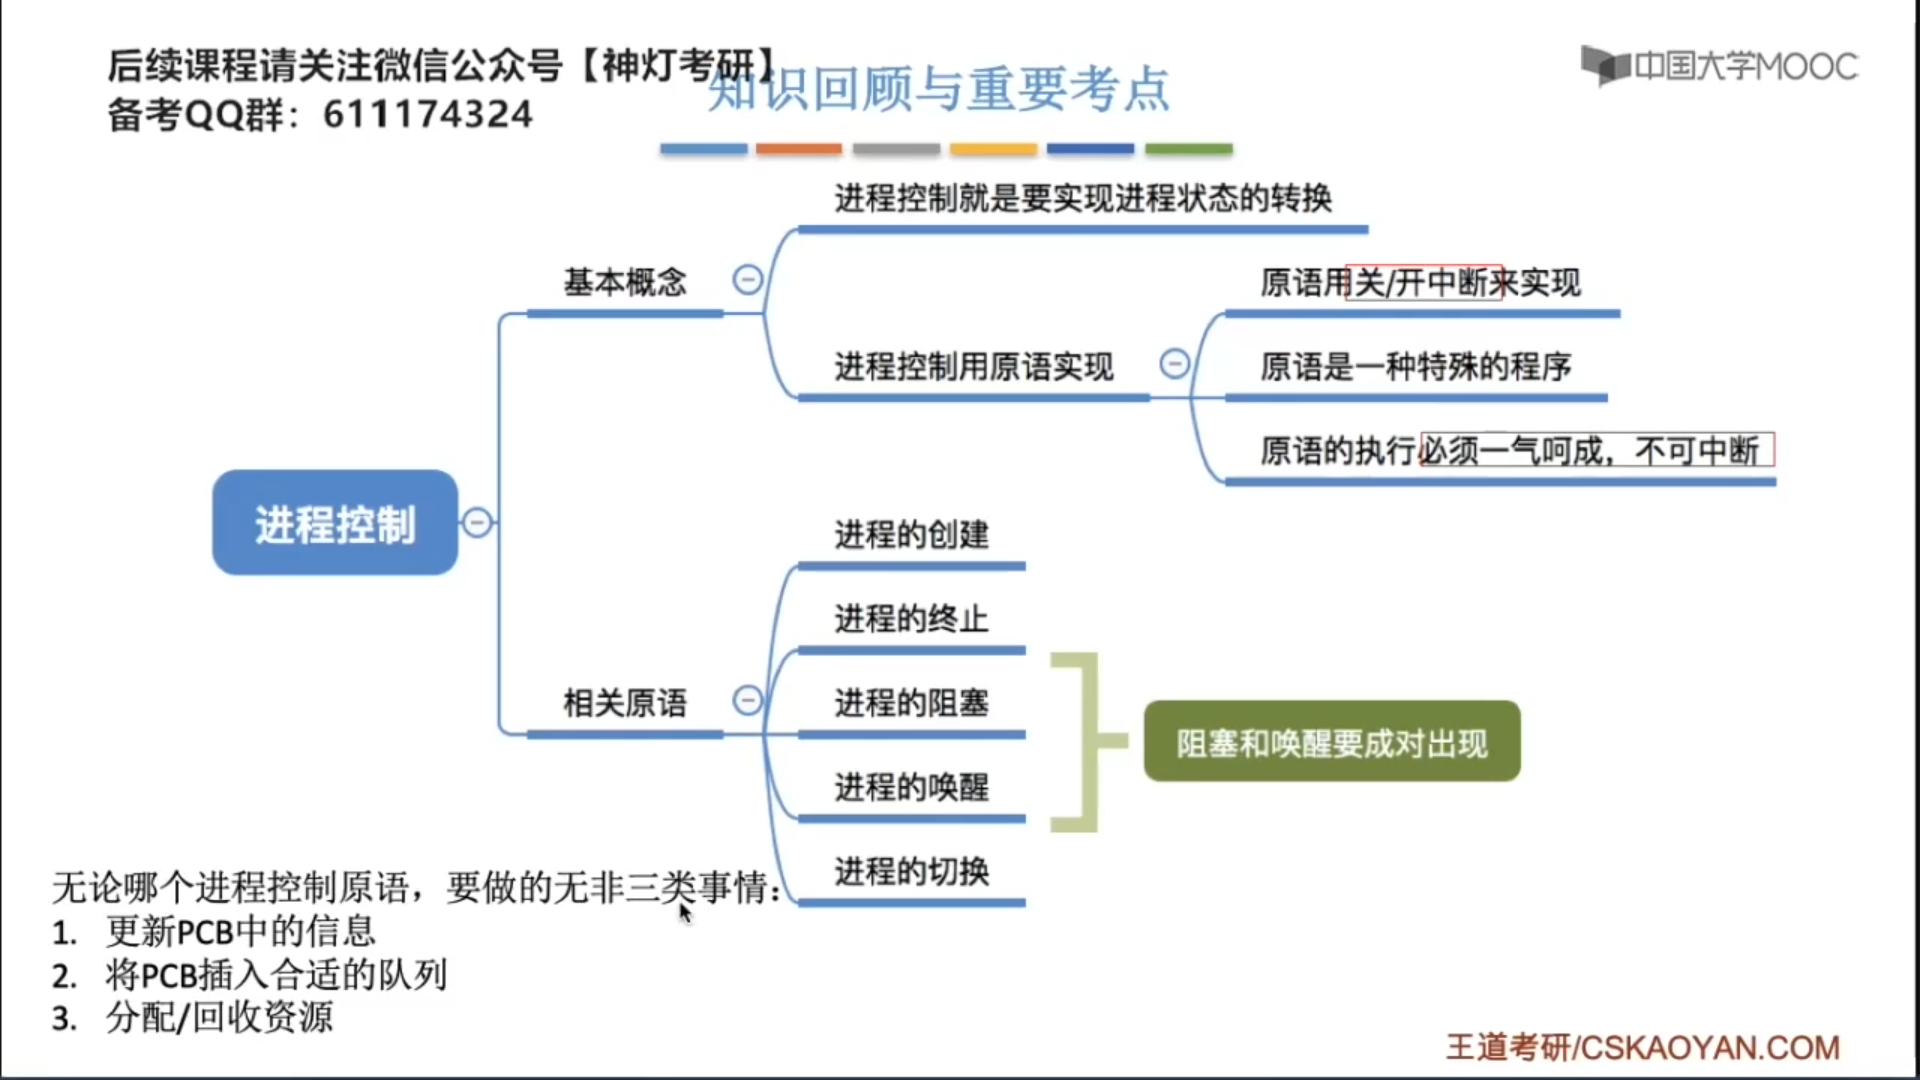 后续课程请关注微信公众号【神灯考研】
备考QQ群：611174324
知识回顾与重要考点
中国大学MOOC
进程控制
基本概念
进程控制就是要实现进程状态的转换
进程控制用原语实现
原语用关/开中断来实现
原语是一种特殊的程序
原语的执行必须一气呵成，不可中断
相关原语
进程的创建
进程的终止
进程的阻塞
进程的唤醒
进程的切换
阻塞和唤醒要成对出现
无论哪个进程控制原语，要做的无非三类事情：
1. 更新PCB中的信息
2. 将PCB插入合适的队列
3. 分配/回收资源
王道考研/CSKAOYAN.COM